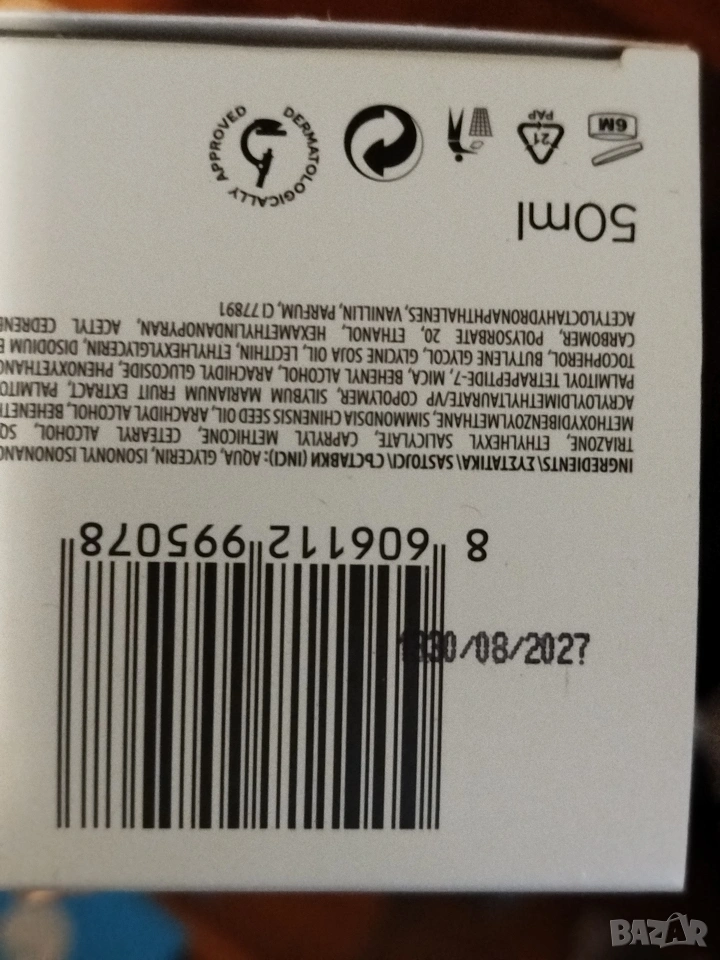 30/08/2027
8 606112 995078
INGREDIENTS\ ΣΥΣΤΑΤΙΚΑ\ SASTOJCI\ СЪСТАВКИ (INCI): AQUA, GLYCERIN, ISONONYL ISONONANO
TRIAZONE, ETHYLHEXYL SALICYLATE, CAPRYLYL METHICONE, CETEARYL ALCOHOL, SQ
METHOXYDIBENZOYLMETHANE, SIMMONDSIA CHINENSIS SEED OIL, ARACHIDYL ALCOHOL, BEHENETH
ACRYLOYLDIMETHYLTAURATE/VP COPOLYMER, SILYBUM MARIANUM FRUIT EXTRACT, PALMITO
PALMITOYL TETRAPEPTIDE-7, MICA, BEHENYL ALCOHOL, ARACHIDYL GLUCOSIDE, PHENOXYETHANO
TOCOPHEROL, BUTYLENE GLYCOL, GLYCINE SOJA OIL, LECITHIN, ETHYLHEXYLGLYCERIN, DISODIUM E
CARBOMER, POLYSORBATE 20, ETHANOL, HEXAMETHYLINDANOPYRAN, ACETYL CEDRENE
ACETYLOCTAHYDRONAPHTHALENES, VANILLIN, PARFUM, CI 77891
50ml
6M
21
PAP
DERMATOLOGICALLY APPROVED
BAZAR